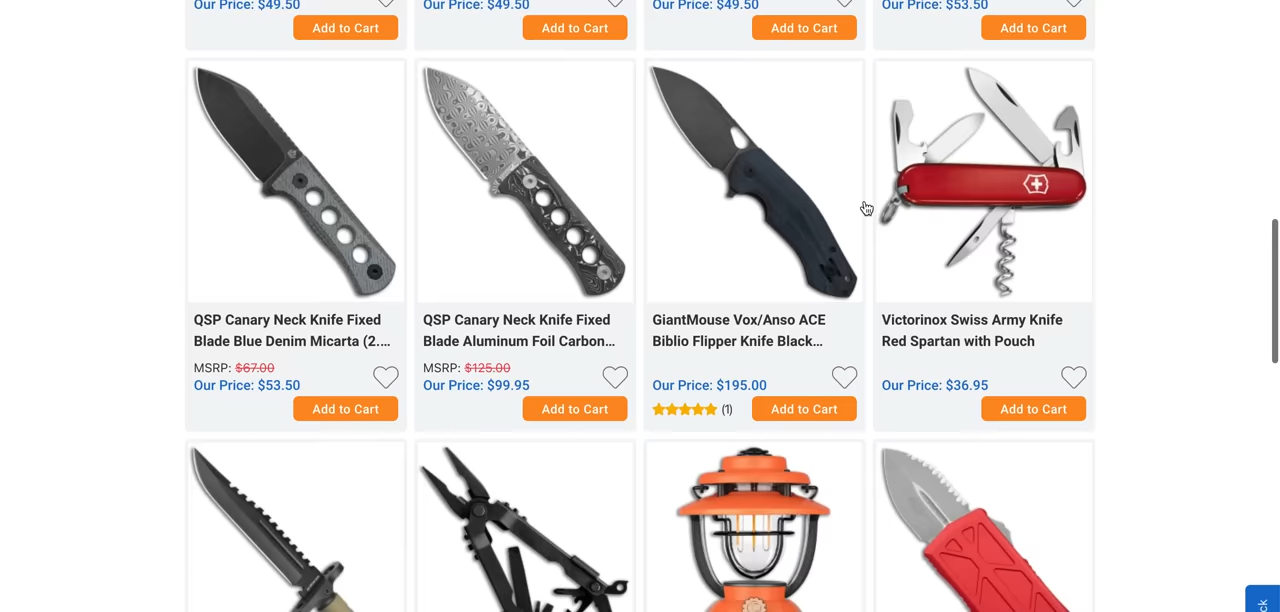 Our Price: $49.50
Our Price: $49.50
Our Price: $49.50
Our Price: $53.50
Add to Cart
Add to Cart
Add to Cart
Add to Cart
QSP Canary Neck Knife Fixed
Blade Blue Denim Micarta (2....
MSRP: $67.00
Our Price: $53.50
Add to Cart
QSP Canary Neck Knife Fixed
Blade Aluminum Foil Carbon...
MSRP: $125.00
Our Price: $99.95
Add to Cart
GiantMouse Vox/Anso ACE
Biblio Flipper Knife Black...
Our Price: $195.00
(1)
Add to Cart
Victorinox Swiss Army Knife
Red Spartan with Pouch
Our Price: $36.95
Add to Cart